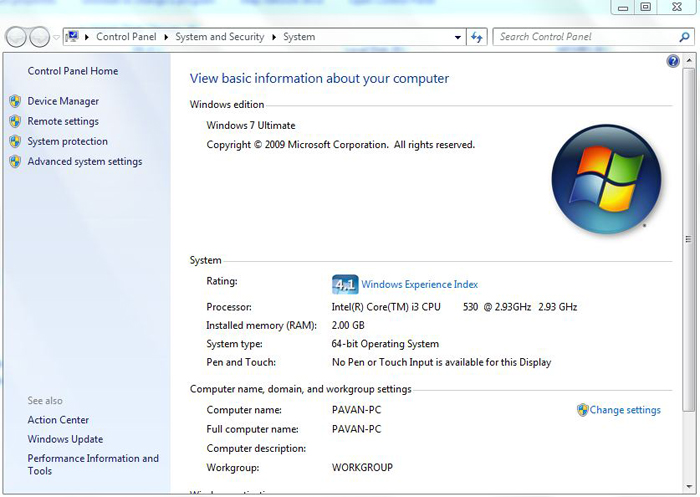 Control Panel ▸ System and Security ▸ System
Search Control Panel
Control Panel Home
Device Manager
Remote settings
System protection
Advanced system settings
See also
Action Center
Windows Update
Performance Information and
Tools
View basic information about your computer
Windows edition
Windows 7 Ultimate
Copyright © 2009 Microsoft Corporation. All rights reserved.
System
Rating: 4.1 Windows Experience Index
Processor: Intel(R) Core(TM) i3 CPU 530 @ 2.93GHz 2.93 GHz
Installed memory (RAM): 2.00 GB
System type: 64-bit Operating System
Pen and Touch: No Pen or Touch Input is available for this Display
Computer name, domain, and workgroup settings
Computer name: PAVAN-PC Change settings
Full computer name: PAVAN-PC
Computer description:
Workgroup: WORKGROUP